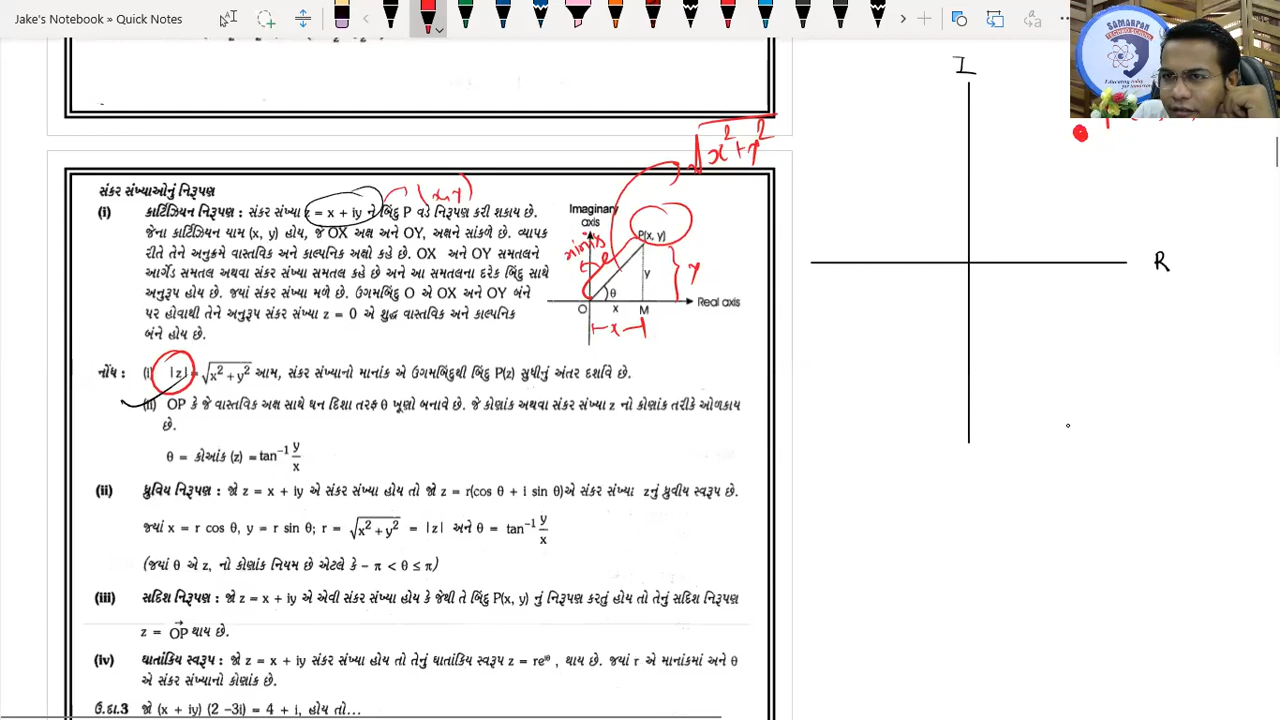 Jake's Notebook » Quick Notes
SAMARPAN
I
R
√x²+y²
સંકર સંખ્યાઓનું નિરૂપણ
(i) કાર્ટિઝિયન નિરૂપણ : સંકર સંખ્યા z = x + iy ને બિંદુ P વડે નિરૂપણ કરી શકાય છે.
(x, y)
જેના કાર્ટિઝિયન યામ (x, y) હોય, જે OX અક્ષ અને OY, અક્ષને સાંકળે છે. વ્યાપક
રીતે તેને અનુક્રમે વાસ્તવિક અને કાલ્પનિક અક્ષો કહે છે. OX અને OY સમતલને
આર્ગેંડ સમતલ અથવા સંકર સંખ્યા સમતલ કહે છે અને આ સમતલના દરેક બિંદુ સાથે
અનુરૂપ હોય છે. જ્યાં સંકર સંખ્યા મળે છે. ઉગમબિંદુ O એ OX અને OY બંને
પર હોવાથી તેને અનુરૂપ સંકર સંખ્યા z = 0 એ શુદ્ધ વાસ્તવિક અને કાલ્પનિક
બંને હોય છે.
Imaginary
axis
P(x, y)
y
y
θ
O x M Real axis
x
નોંધ : (i) |z| = √x² + y² આમ, સંકર સંખ્યાનો માનાંક એ ઉગમબિંદુથી બિંદુ P(z) સુધીનું અંતર દર્શાવે છે.
(ii) OP કે જે વાસ્તવિક અક્ષ સાથે ધન દિશા તરફ θ ખૂણો બનાવે છે. જે કોણાંક અથવા સંકર સંખ્યા z નો કોણાંક તરીકે ઓળકાય
છે.
θ = કોઆંક (z) = tan⁻¹ y/x
(ii) ધ્રુવિય નિરૂપણ : જો z = x + iy એ સંકર સંખ્યા હોય તો જો z = r(cos θ + i sin θ)એ સંકર સંખ્યા zનું ધ્રુવીય સ્વરૂપ છે.
જ્યાં x = r cos θ, y = r sin θ; r = √x² + y² = |z| અને θ = tan⁻¹ y/x
(જ્યાં θ એ z, નો કોણાંક નિયમ છે એટલે કે – π < θ ≤ π)
(iii) સદિશ નિરૂપણ : જો z = x + iy એ એવી સંકર સંખ્યા હોય કે જેથી તે બિંદુ P(x, y) નું નિરૂપણ કરતું હોય તો તેનું સદિશ નિરૂપણ
z = OP⃗ થાય છે.
(iv) ઘાતાંકિય સ્વરૂપ : જો z = x + iy સંકર સંખ્યા હોય તો તેનું ઘાતાંકિય સ્વરૂપ z = re^iθ , થાય છે. જ્યાં r એ માનાંકમાં અને θ
એ સંકર સંખ્યાનો કોણાંક છે.
ઉ.દા.3 જો (x + iy) (2 –3i) = 4 + i, હોય તો...